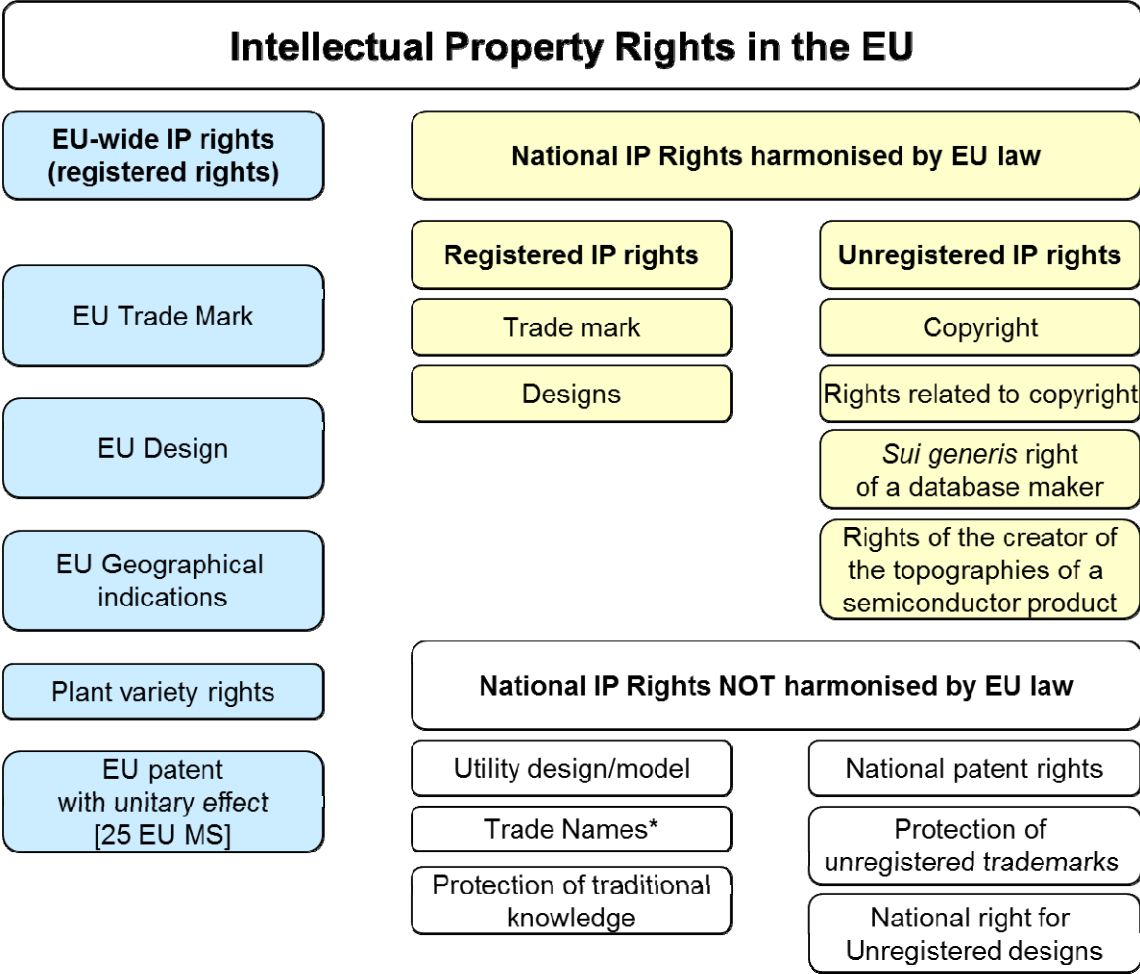 Intellectual Property Rights in the EU
EU-wide IP rights
(registered rights)
EU Trade Mark
EU Design
EU Geographical
indications
Plant variety rights
EU patent
with unitary effect
[25 EU MS]
National IP Rights harmonised by EU law
Registered IP rights
Trade mark
Designs
Unregistered IP rights
Copyright
Rights related to copyright
Sui generis right
of a database maker
Rights of the creator of
the topographies of a
semiconductor product
National IP Rights NOT harmonised by EU law
Utility design/model
Trade Names*
Protection of traditional
knowledge
National patent rights
Protection of
unregistered trademarks
National right for
Unregistered designs